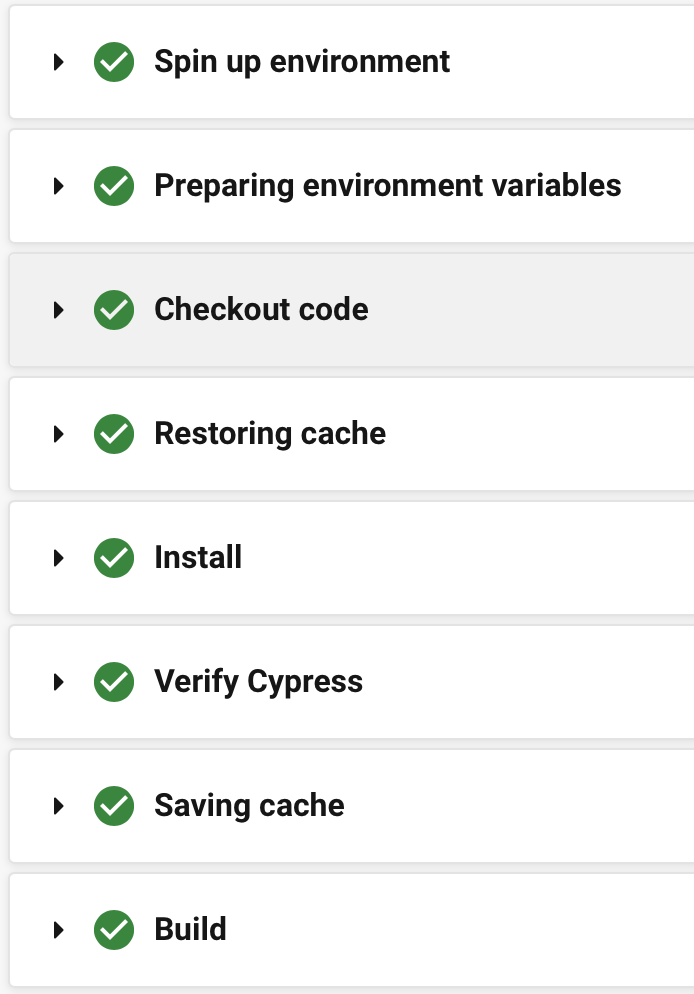 Spin up environment
Preparing environment variables
Checkout code
Restoring cache
Install
Verify Cypress
Saving cache
Build